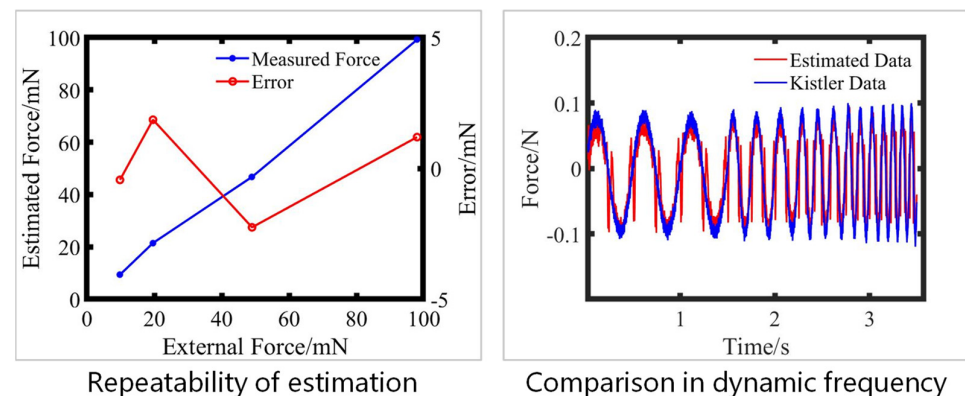 Estimated Force/mN
100
80
60
40
20
0
Measured Force
Error
5
0
-5
Error/mN
0
20
40
60
80
100
External Force/mN
Repeatability of estimation
Force/N
0.2
0.1
0
-0.1
Estimated Data
Kistler Data
1
2
3
Time/s
Comparison in dynamic frequency